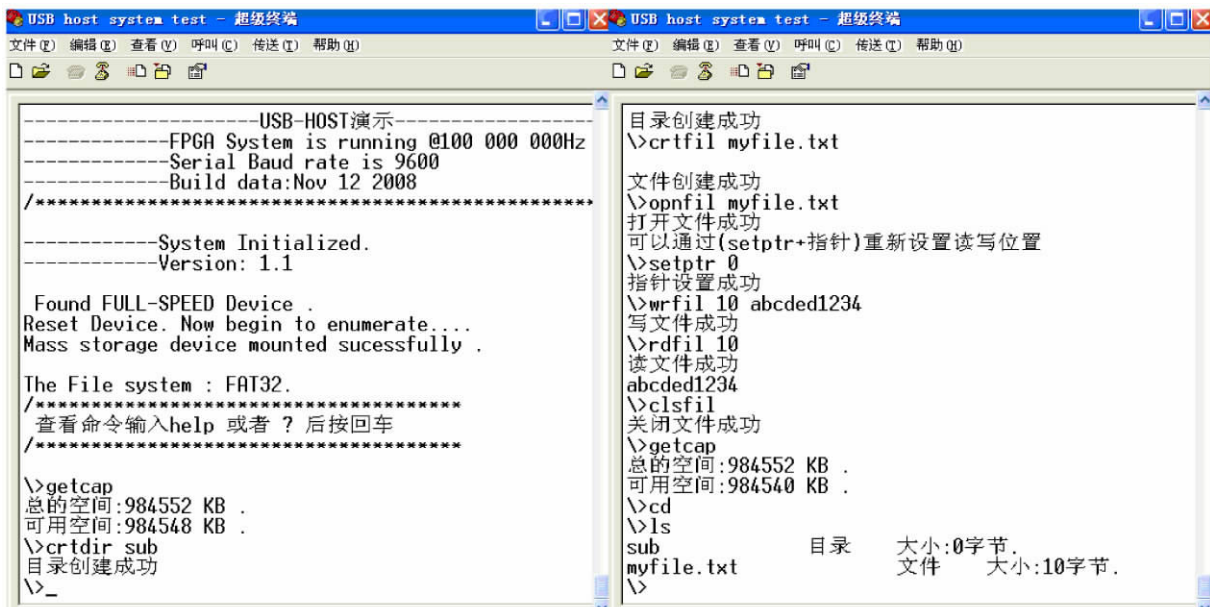 USB host system test - 超级终端
文件(F) 编辑(E) 查看(V) 呼叫(C) 传送(T) 帮助(H)
--------------------USB-HOST演示-----------------
-------------FPGA System is running @100 000 000Hz
-------------Serial Baud rate is 9600
-------------Build data:Nov 12 2008
/**************************************************
------------System Initialized.
------------Version: 1.1
Found FULL-SPEED Device .
Reset Device. Now begin to enumerate....
Mass storage device mounted sucessfully .
The File system : FAT32.
/**************************************
查看命令输入help 或者 ? 后按回车
/**************************************
\>getcap
总的空间:984552 KB .
可用空间:984548 KB .
\>crtdir sub
目录创建成功
\>_
USB host system test - 超级终端
文件(F) 编辑(E) 查看(V) 呼叫(C) 传送(T) 帮助(H)
目录创建成功
\>crtfil myfile.txt
文件创建成功
\>opnfil myfile.txt
打开文件成功
可以通过(setptr+指针)重新设置读写位置
\>setptr 0
指针设置成功
\>wrfil 10 abcded1234
写文件成功
\>rdfil 10
读文件成功
abcded1234
\>clsfil
关闭文件成功
\>getcap
总的空间:984552 KB .
可用空间:984540 KB .
\>cd
\>ls
sub 目录 大小:0字节.
myfile.txt 文件 大小:10字节.
\>